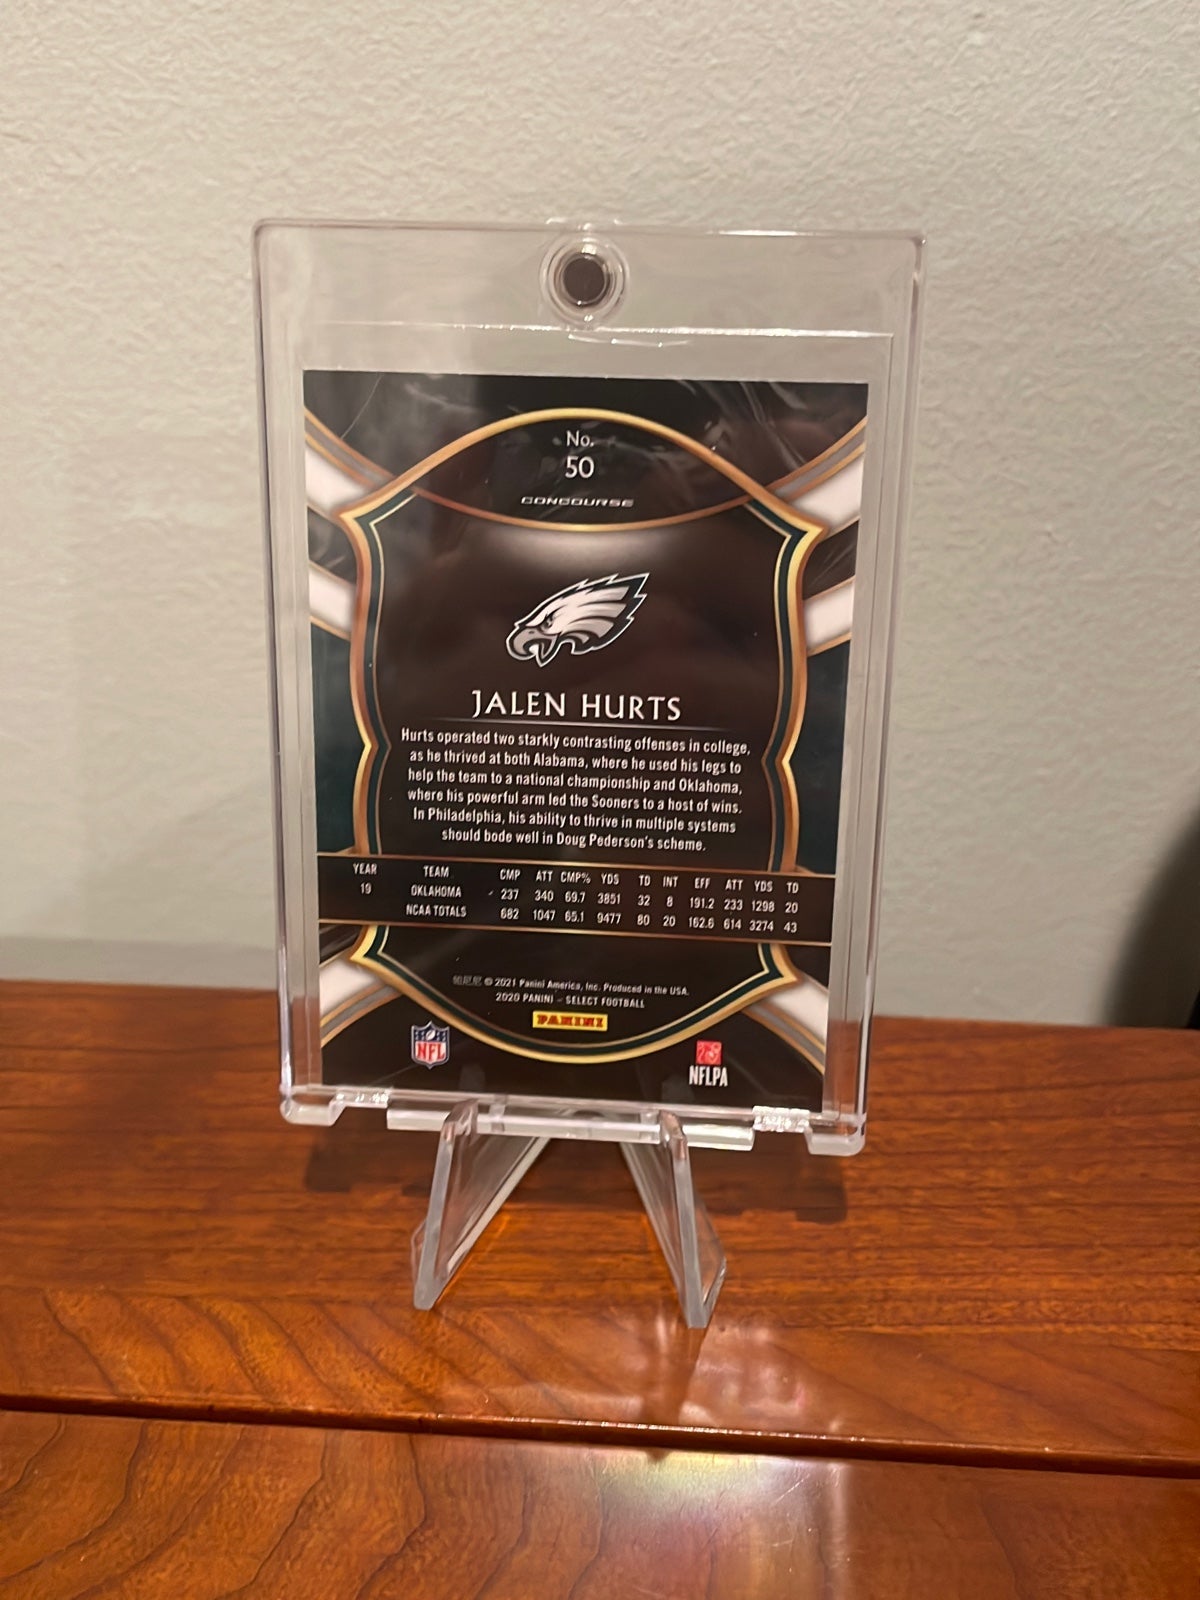 No.
50
CONCOURSE
JALEN HURTS
Hurts operated two starkly contrasting offenses in college,
as he thrived at both Alabama, where he used his legs to
help the team to a national championship and Oklahoma,
where his powerful arm led the Sooners to a host of wins.
In Philadelphia, his ability to thrive in multiple systems
should bode well in Doug Pederson's scheme.
YEAR TEAM CMP ATT CMP% YDS TD INT EFF ATT YDS TD
19 OKLAHOMA 237 340 69.7 3851 32 8 191.2 233 1298 20
NCAA TOTALS 682 1047 65.1 9477 80 20 162.6 614 3274 43
© 2021 Panini America, Inc. Produced in the USA.
2020 PANINI – SELECT FOOTBALL
PANINI
NFL
NFLPA